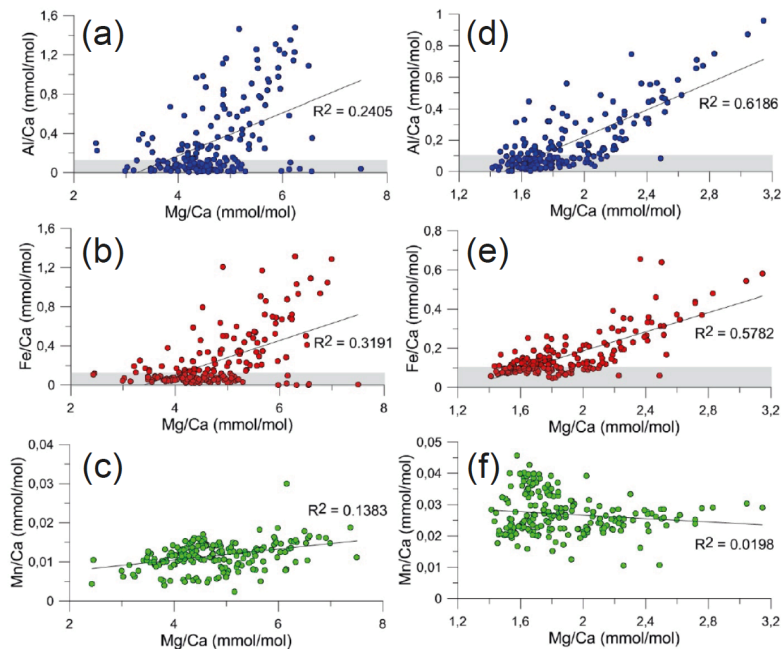 (a)
Al/Ca (mmol/mol)
1,6
1,2
0,8
0,4
0
R² = 0.2405
2 4 6 8
Mg/Ca (mmol/mol)
(d)
Al/Ca (mmol/mol)
1
0,8
0,6
0,4
0,2
0
R² = 0.6186
1,2 1,6 2 2,4 2,8 3,2
Mg/Ca (mmol/mol)
(b)
Fe/Ca (mmol/mol)
1,6
1,2
0,8
0,4
0
R² = 0.3191
2 4 6 8
Mg/Ca (mmol/mol)
(e)
Fe/Ca (mmol/mol)
0,8
0,6
0,4
0,2
0
R² = 0.5782
1,2 1,6 2 2,4 2,8 3,2
Mg/Ca (mmol/mol)
(c)
Mn/Ca (mmol/mol)
0,04
0,03
0,02
0,01
0
R² = 0.1383
2 4 6 8
Mg/Ca (mmol/mol)
(f)
Mn/Ca (mmol/mol)
0,05
0,04
0,03
0,02
0,01
0
R² = 0.0198
1,2 1,6 2 2,4 2,8 3,2
Mg/Ca (mmol/mol)